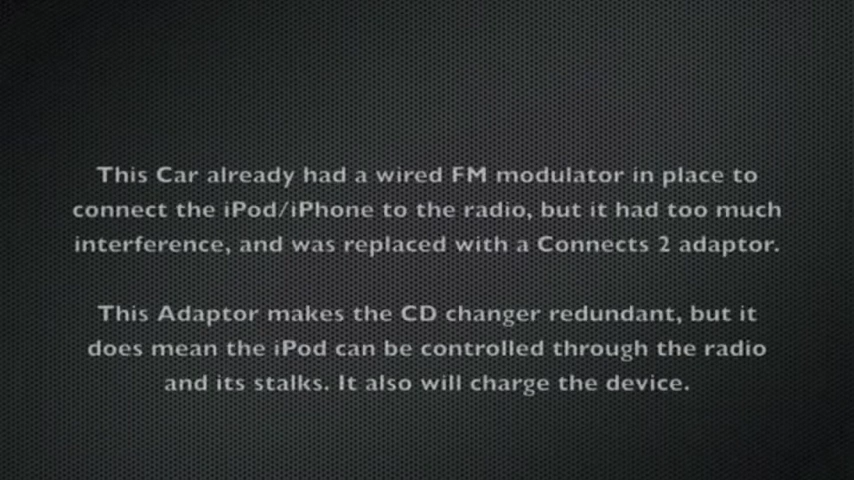 This Car already had a wired FM modulator in place to
connect the iPod/iPhone to the radio, but it had too much
interference, and was replaced with a Connects 2 adaptor.
This Adaptor makes the CD changer redundant, but it
does mean the iPod can be controlled through the radio
and its stalks. It also will charge the device.